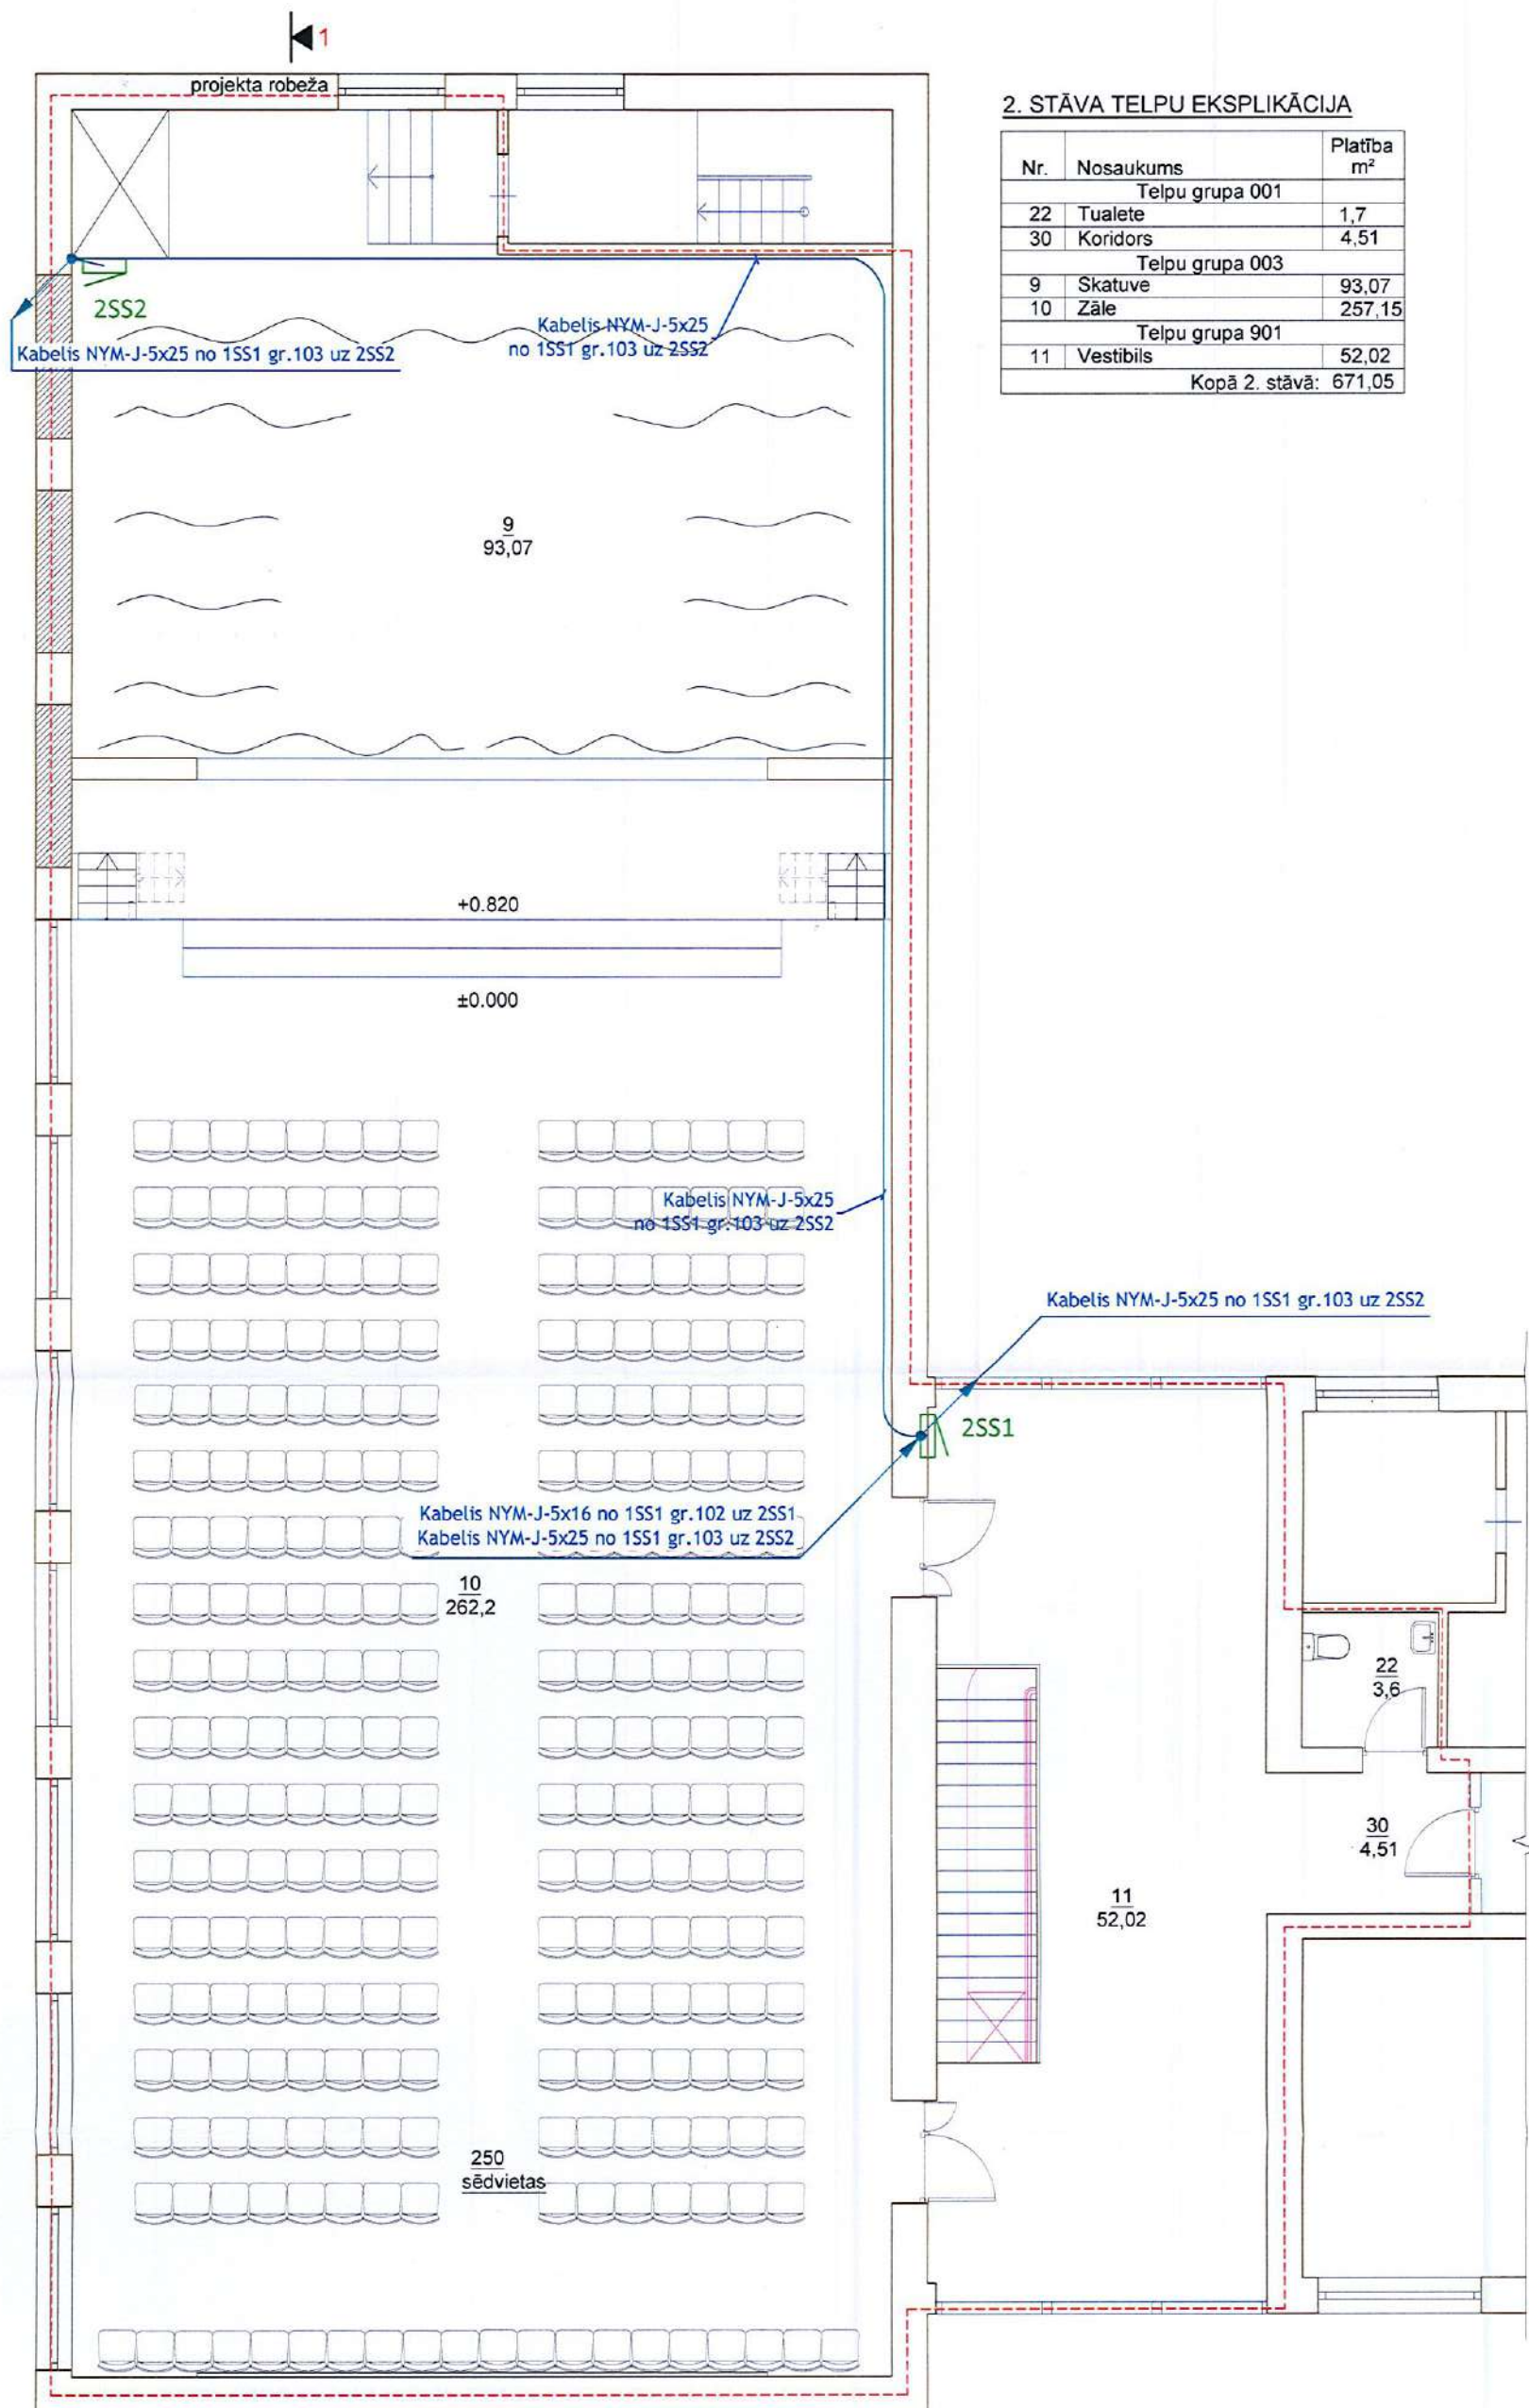 1
projekta robeža
2. STĀVA TELPU EKSPLIKĀCIJA
Nr. Nosaukums Platība m²
Telpu grupa 001
22 Tualete 1,7
30 Koridors 4,51
Telpu grupa 003
9 Skatuve 93,07
10 Zāle 257,15
Telpu grupa 901
11 Vestibils 52,02
Kopā 2. stāvā: 671,05
2SS2
Kabelis NYM-J-5x25
no 1SS1 gr.103 uz 2SS2
Kabelis NYM-J-5x25 no 1SS1 gr.103 uz 2SS2
9
93,07
+0.820
±0.000
Kabelis NYM-J-5x25
no 1SS1 gr.103 uz 2SS2
Kabelis NYM-J-5x25 no 1SS1 gr.103 uz 2SS2
2SS1
Kabelis NYM-J-5x16 no 1SS1 gr.102 uz 2SS1
Kabelis NYM-J-5x25 no 1SS1 gr.103 uz 2SS2
10
262,2
22
3,6
30
4,51
11
52,02
250
sēdvietas